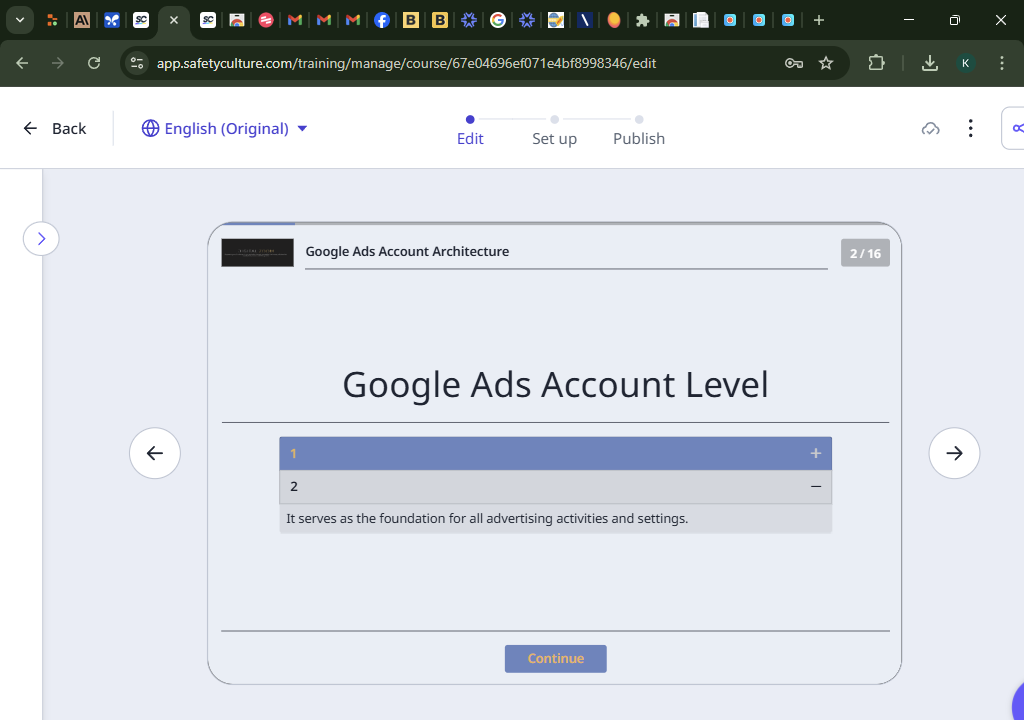 app.safetyculture.com/training/manage/course/67e04696ef071e4bf8998346/edit
K
Back
English (Original)
Edit
Set up
Publish
Google Ads Account Architecture
2 / 16
Google Ads Account Level
1
2
It serves as the foundation for all advertising activities and settings.
Continue